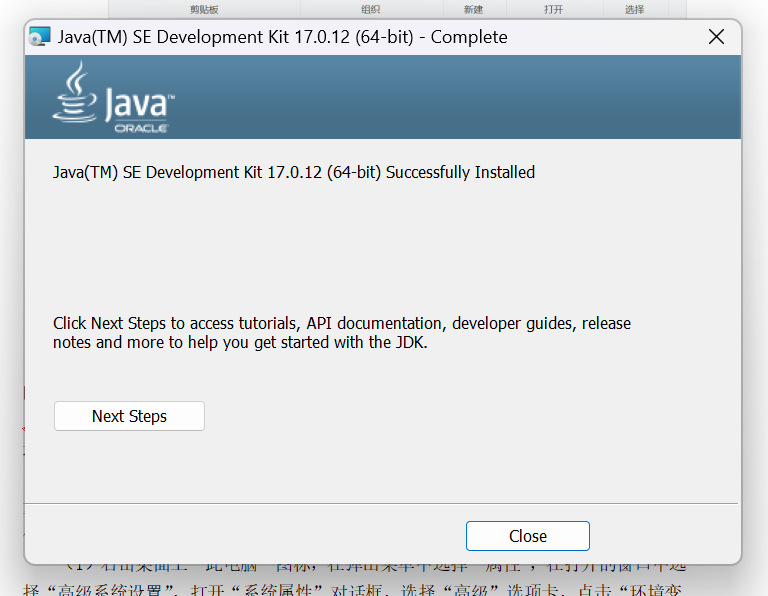 剪贴板 组织 新建 打开 选择
Java(TM) SE Development Kit 17.0.12 (64-bit) - Complete
Java™
ORACLE
Java(TM) SE Development Kit 17.0.12 (64-bit) Successfully Installed
Click Next Steps to access tutorials, API documentation, developer guides, release
notes and more to help you get started with the JDK.
Next Steps
Close
择“高级系统设置”，打开“系统属性”对话框，选择“高级”选项卡，点击“环境变